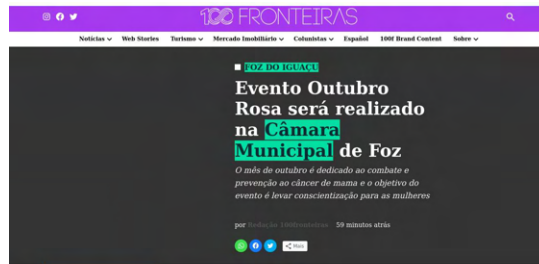 100 FRONTEIRAS
Notícias Web Stories Turismo Mercado Imobiliário Colunistas Español 100f Brand Content Sobre
FOZ DO IGUAÇU
Evento Outubro
Rosa será realizado
na Câmara
Municipal de Foz
O mês de outubro é dedicado ao combate e
prevenção ao câncer de mama e o objetivo do
evento é levar conscientização para as mulheres
por Redação 100fronteiras 59 minutos atrás
Mais